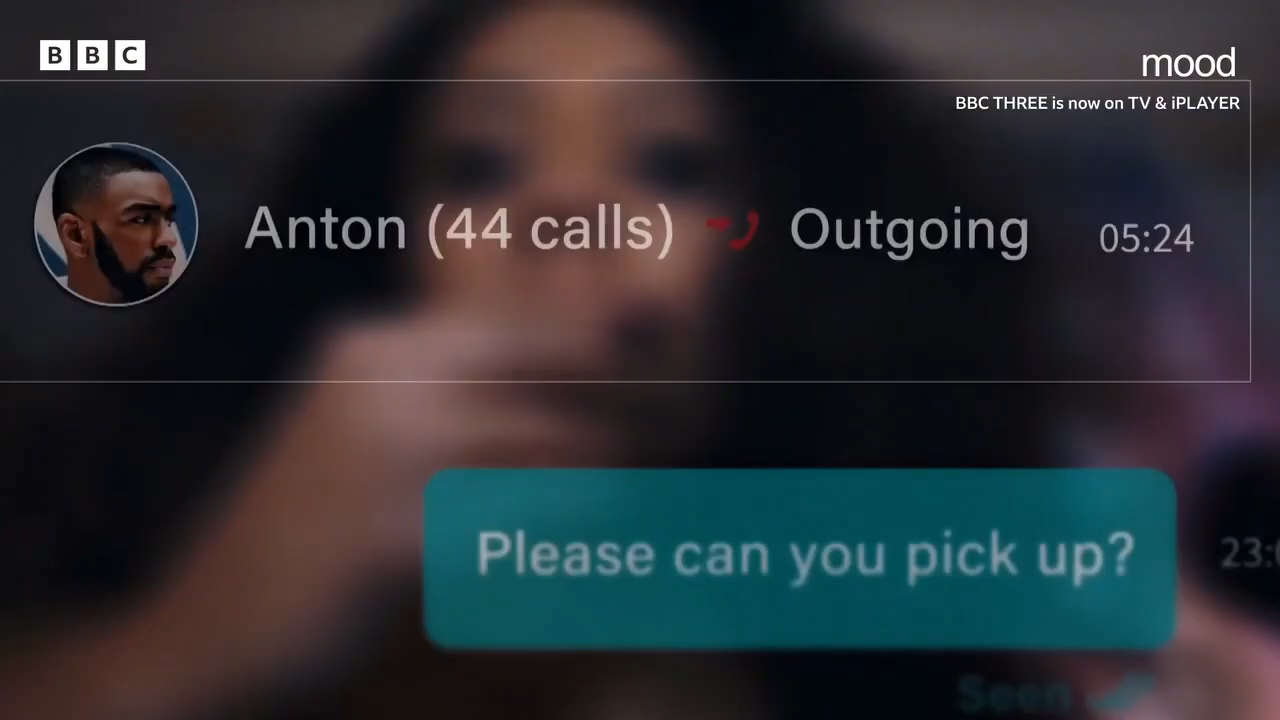 BBC
mood
BBC THREE is now on TV & iPLAYER
Anton (44 calls) Outgoing 05:24
Please can you pick up?
Seen